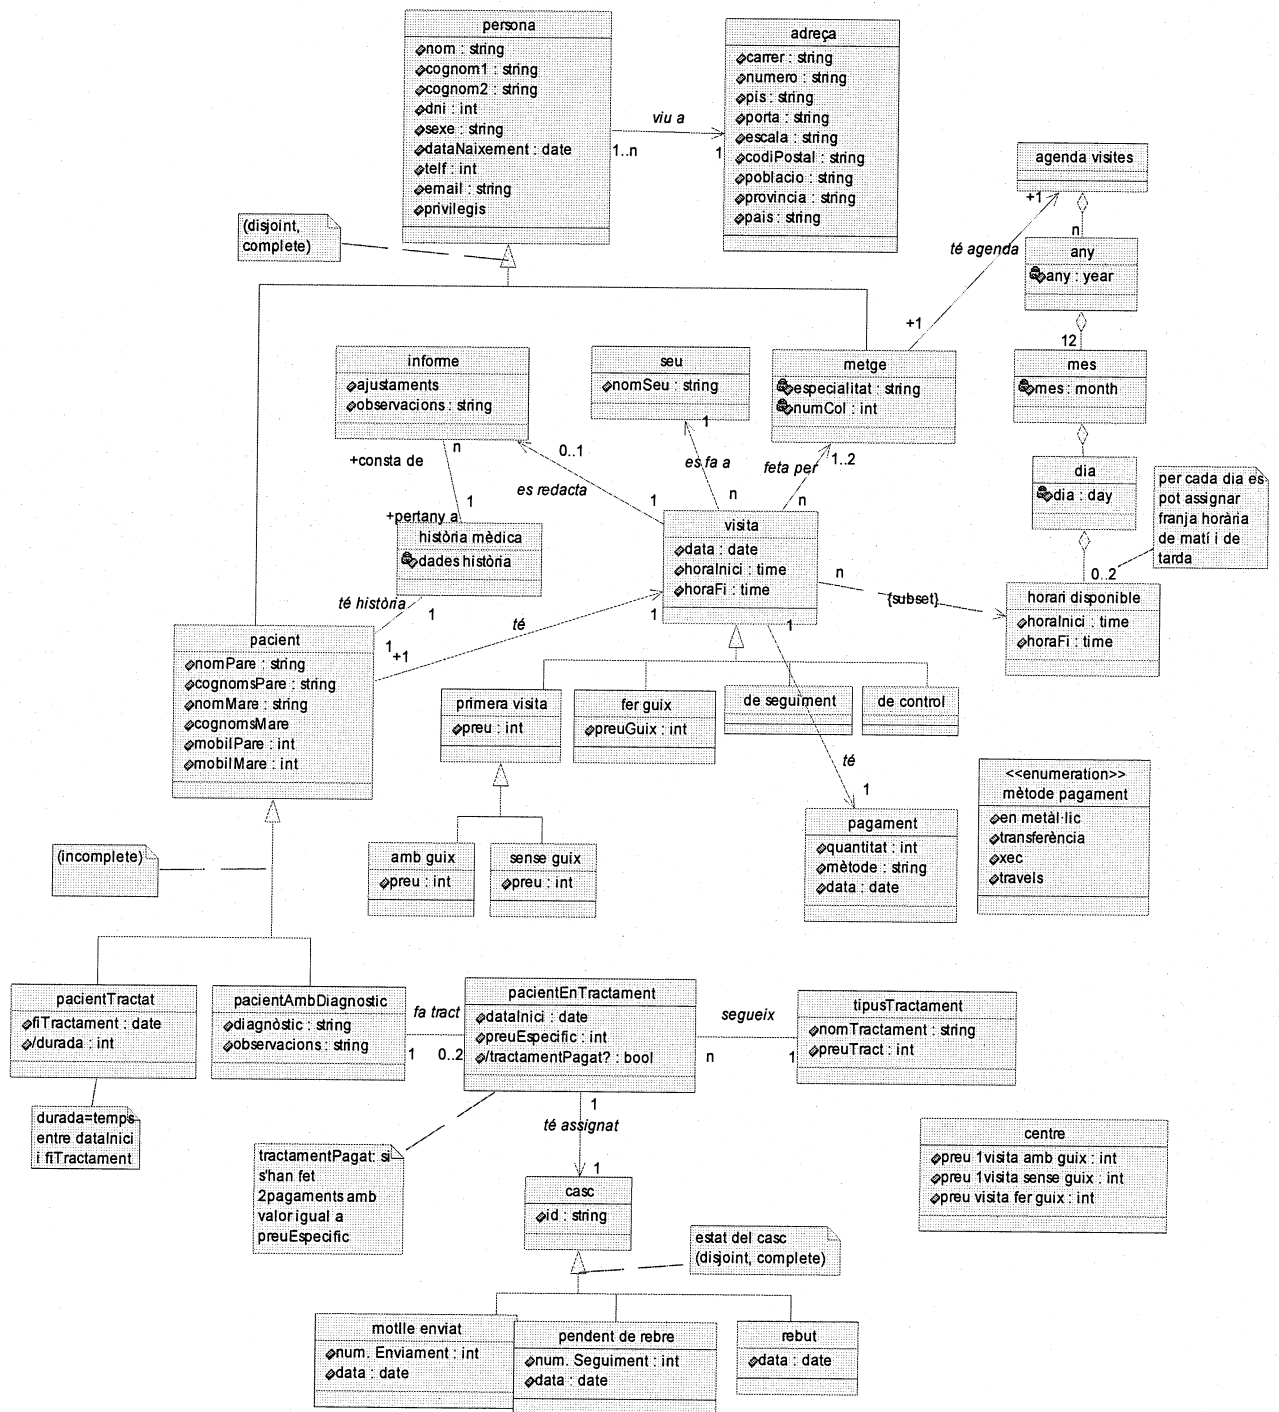 persona
nom : string
cognom1 : string
cognom2 : string
dni : int
sexe : string
dataNaixement : date
telf : int
email : string
privilegis
viu a
1..n
1
adreça
carrer : string
numero : string
pis : string
porta : string
escala : string
codiPostal : string
poblacio : string
provincia : string
pais : string
agenda visites
+1
n
té agenda
+1
any
any : year
12
mes
mes : month
dia
dia : day
per cada dia es
pot assignar
franja horària
de matí i de
tarda
0..2
horari disponible
horaInici : time
horaFi : time
(disjoint,
complete)
informe
ajustaments
observacions : string
seu
nomSeu : string
metge
especialitat : string
numCol : int
n
+consta de
0..1
es redacta
1
1
es fa a
n
feta per
1..2
n
1
+pertany a
història mèdica
dades història
té història
1
1
visita
data : date
horaInici : time
horaFi : time
n
{subset}
té
1
+1
1
pacient
nomPare : string
cognomsPare : string
nomMare : string
cognomsMare
mobilPare : int
mobilMare : int
primera visita
preu : int
fer guix
preuGuix : int
de seguiment
de control
té
1
amb guix
preu : int
sense guix
preu : int
pagament
quantitat : int
mètode : string
data : date
<<enumeration>>
mètode pagament
en metàl·lic
transferència
xec
travels
(incomplete)
pacientTractat
fiTractament : date
/durada : int
pacientAmbDiagnostic
diagnòstic : string
observacions : string
fa tract
1
0..2
pacientEnTractament
dataInici : date
preuEspecific : int
/tractamentPagat? : bool
segueix
n
1
tipusTractament
nomTractament : string
preuTract : int
durada=temps
entre dataInici
i fiTractament
1
té assignat
1
tractamentPagat: si
s'han fet
2pagaments amb
valor igual a
preuEspecific
casc
id : string
centre
preu 1visita amb guix : int
preu 1visita sense guix : int
preu visita fer guix : int
estat del casc
(disjoint, complete)
motlle enviat
num. Enviament : int
data : date
pendent de rebre
num. Seguiment : int
data : date
rebut
data : date